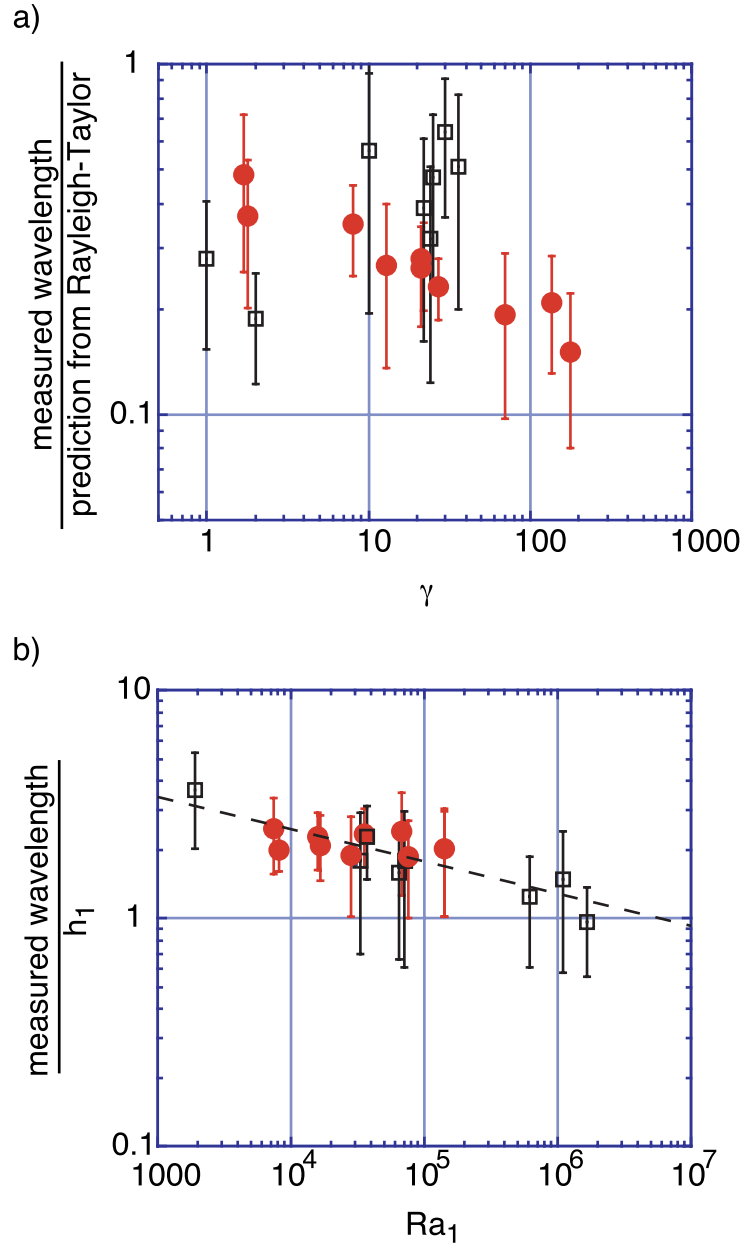 a)
measured wavelength
prediction from Rayleigh-Taylor
1
0.1
1
10
100
1000
γ
b)
measured wavelength
h1
10
1
0.1
1000
10^4
10^5
10^6
10^7
Ra1